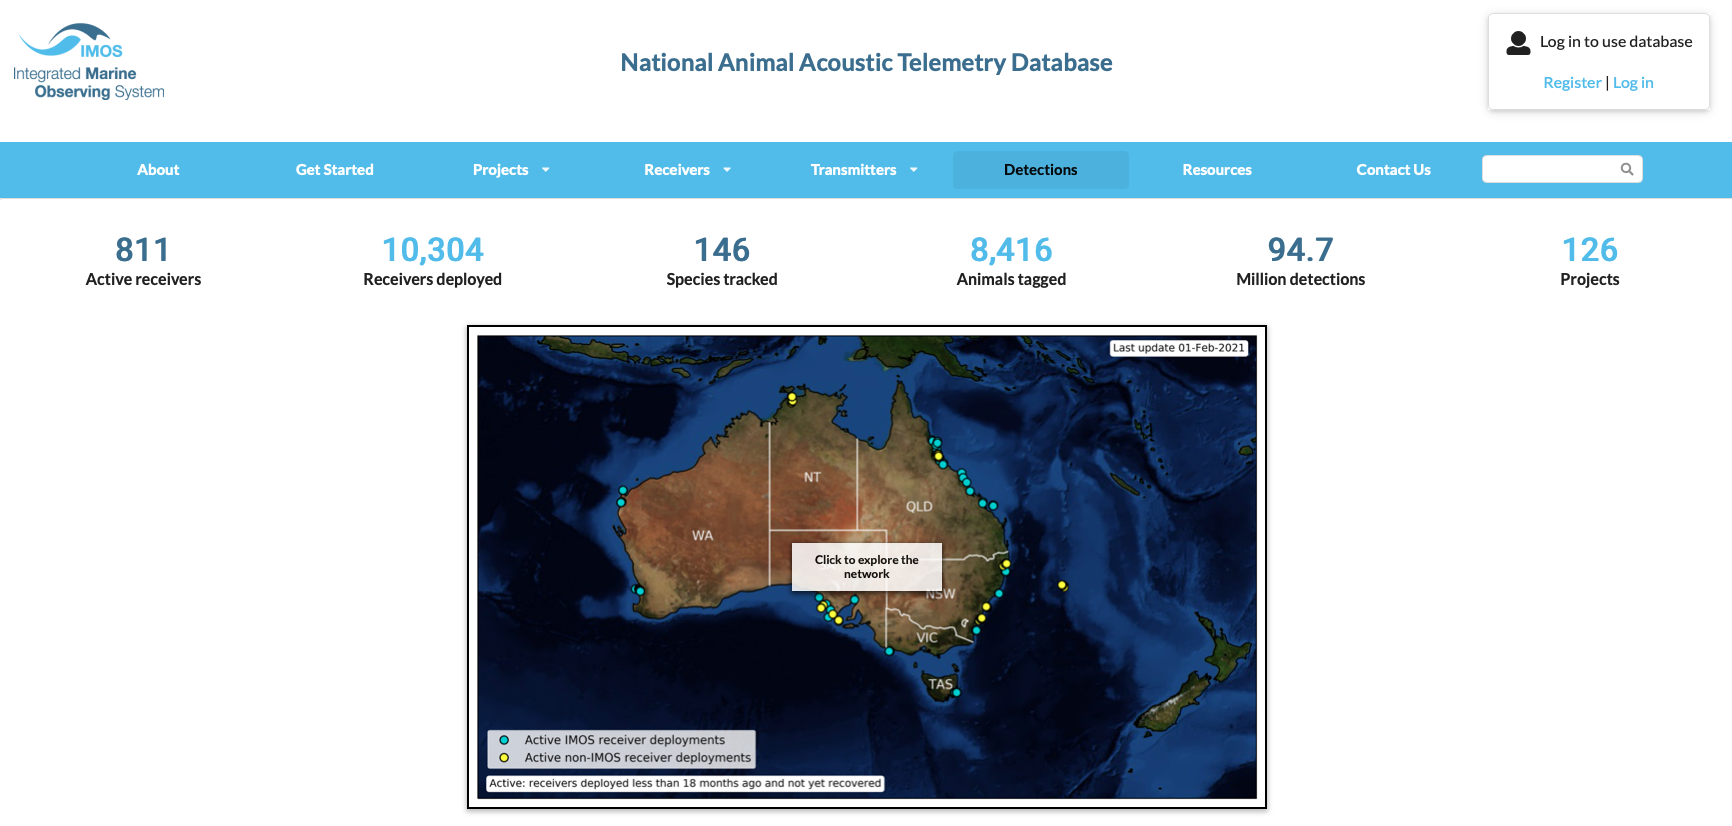 IMOS
Integrated Marine
Observing System
National Animal Acoustic Telemetry Database
Log in to use database
Register | Log in
About Get Started Projects Receivers Transmitters Detections Resources Contact Us
811 10,304 146 8,416 94.7 126
Active receivers Receivers deployed Species tracked Animals tagged Million detections Projects
Last update 01-Feb-2021
NT
QLD
WA
Click to explore the
network
NSW
VIC
TAS
Active IMOS receiver deployments
Active non-IMOS receiver deployments
Active: receivers deployed less than 18 months ago and not yet recovered